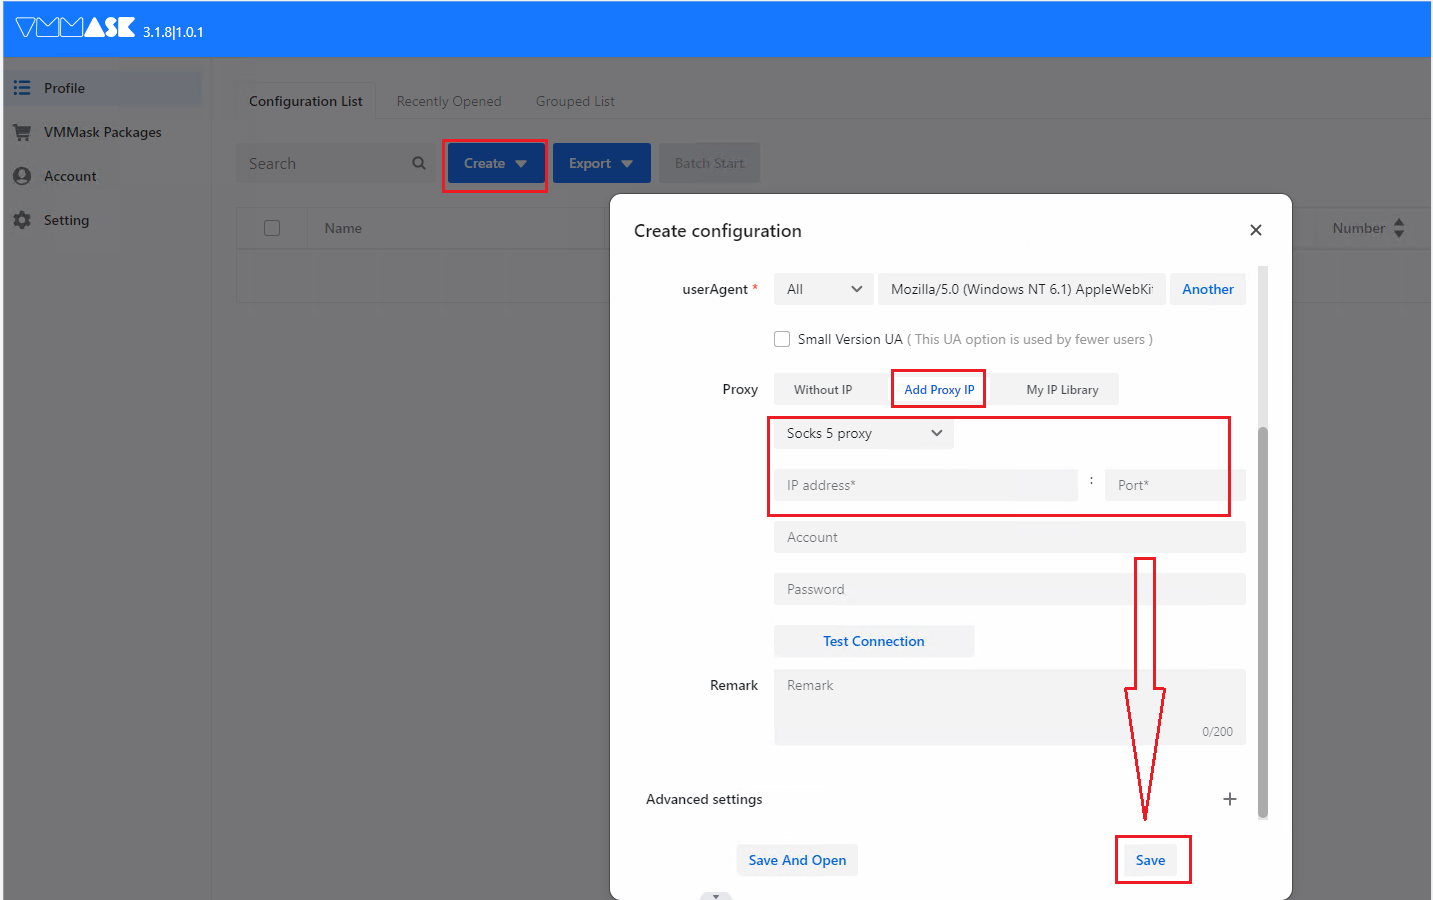 VMMASK 3.1.8|1.0.1
Profile
VMMask Packages
Account
Setting
Configuration List Recently Opened Grouped List
Search Create Export Batch Start
Name Number
Create configuration
userAgent * All Mozilla/5.0 (Windows NT 6.1) AppleWebKi Another
Small Version UA ( This UA option is used by fewer users )
Proxy Without IP Add Proxy IP My IP Library
Socks 5 proxy
IP address* : Port*
Account
Password
Test Connection
Remark Remark
0/200
Advanced settings
Save And Open Save